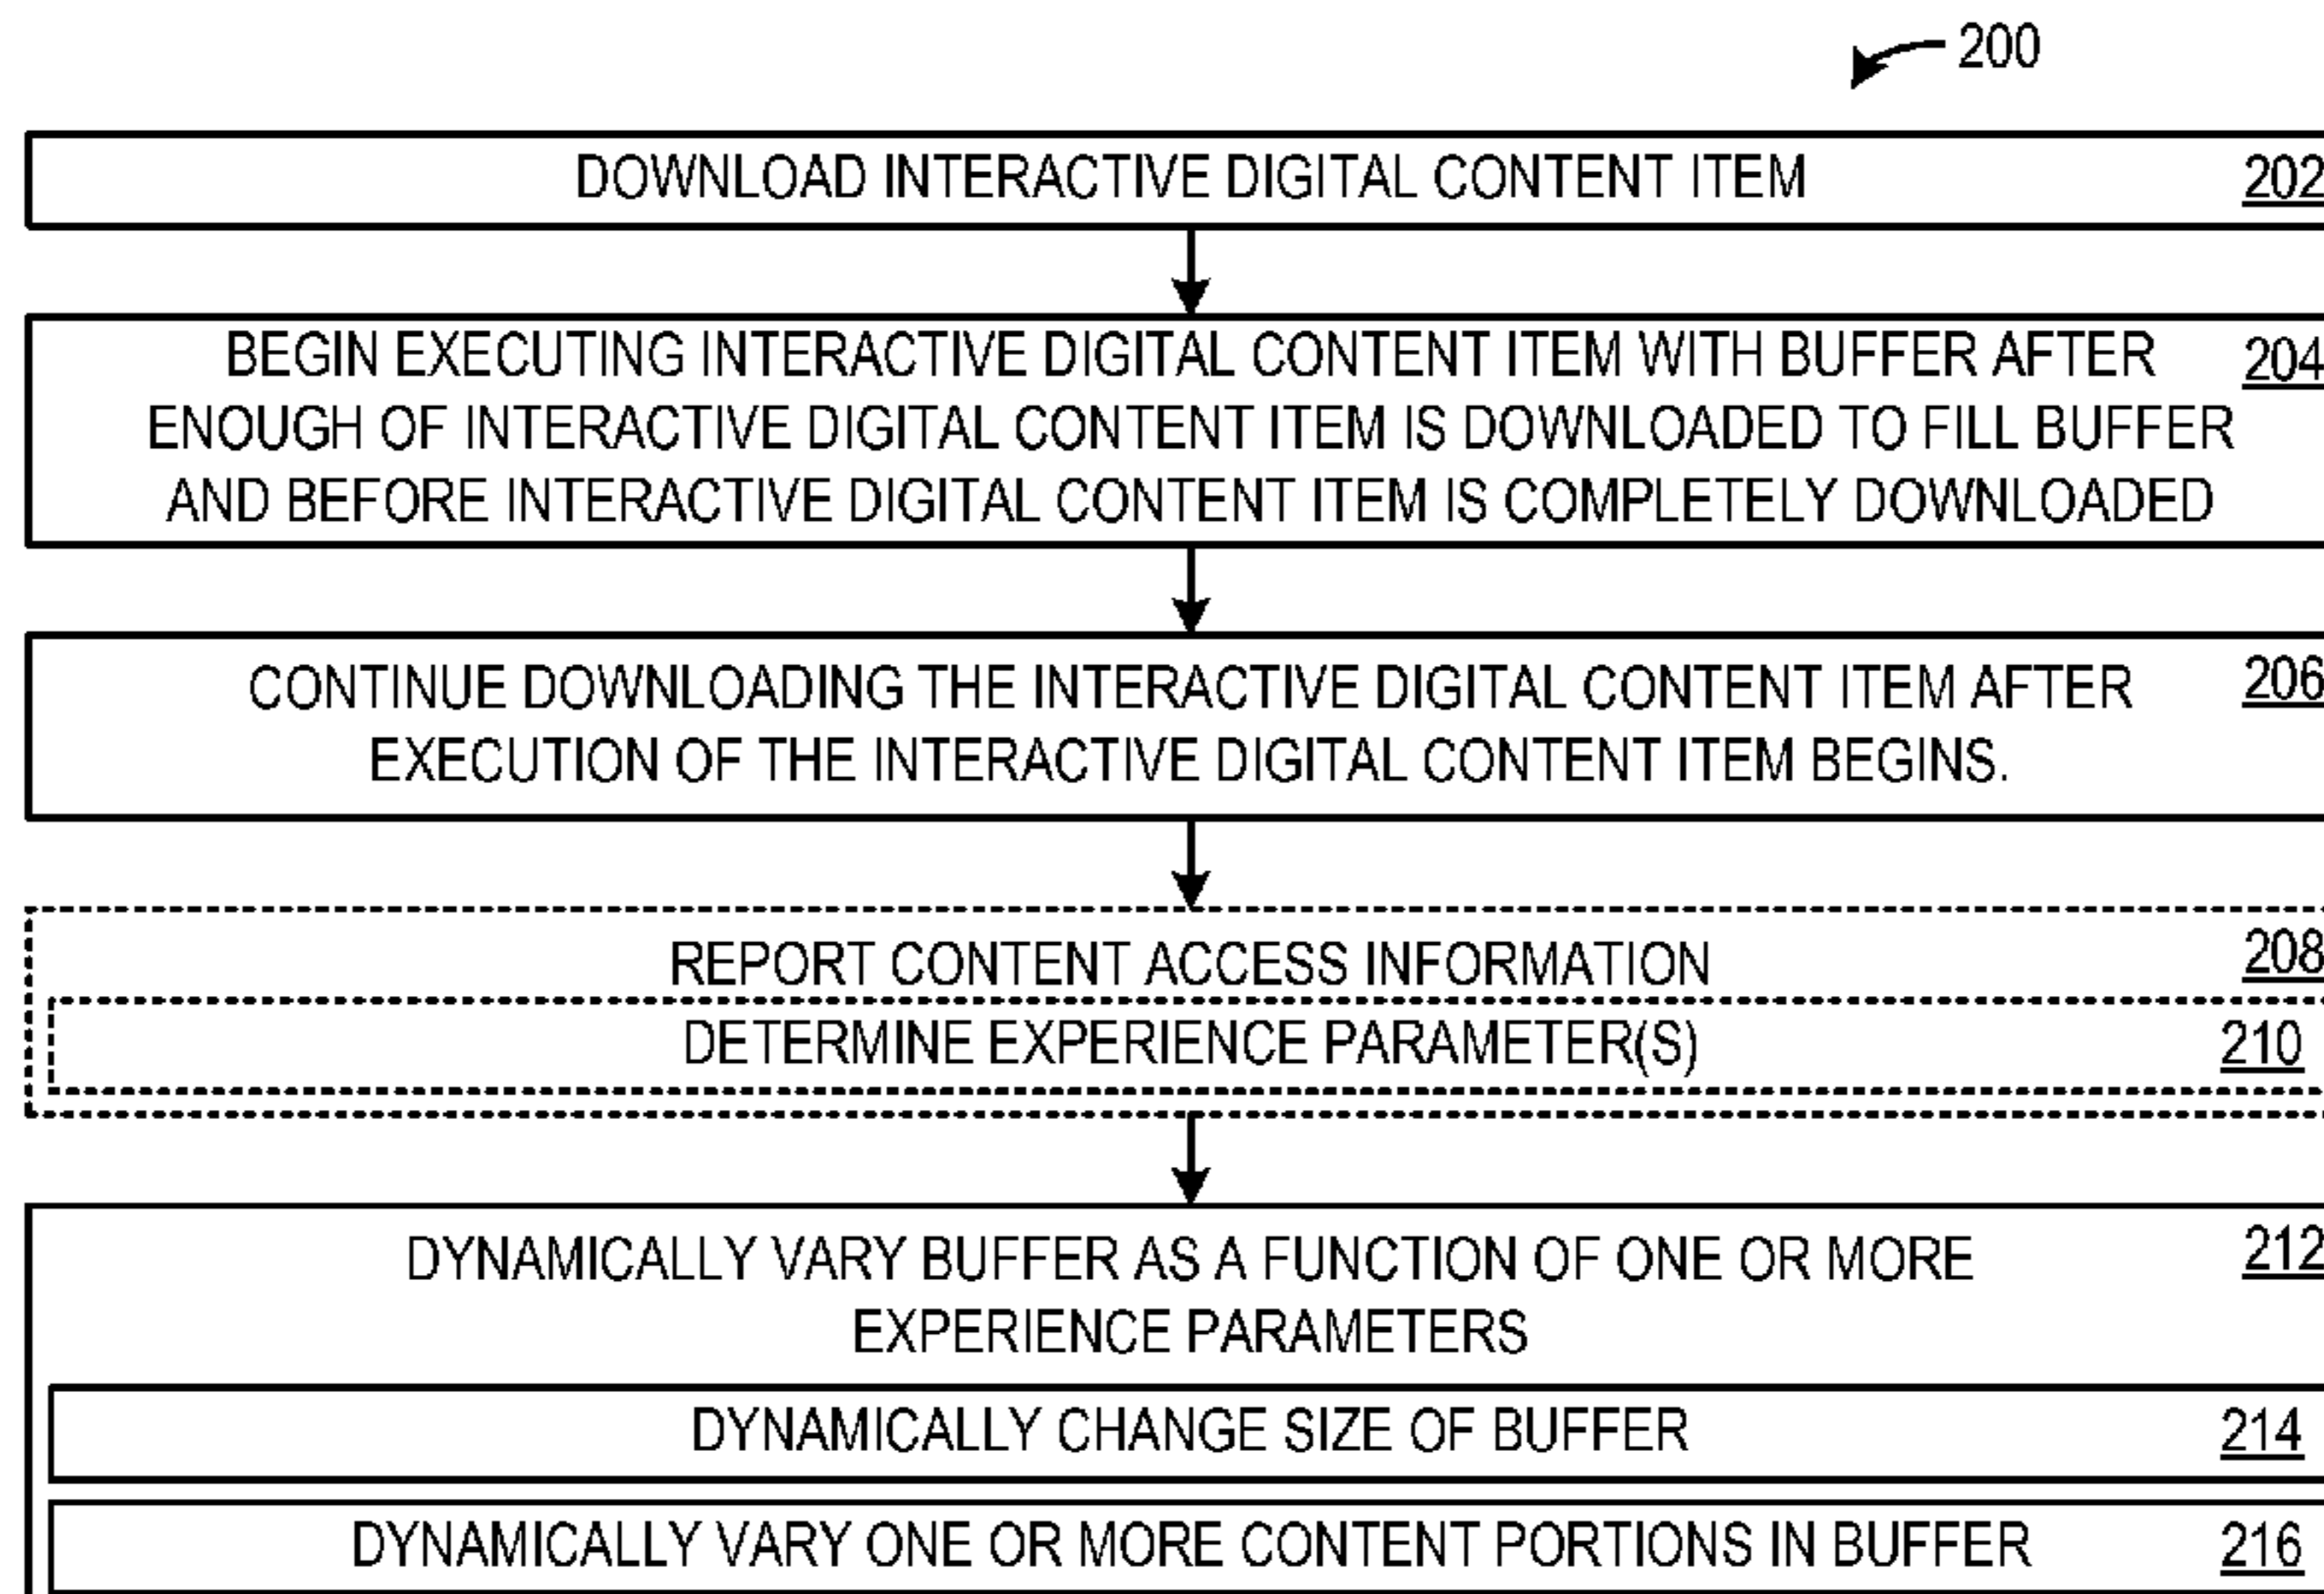 200
DOWNLOAD INTERACTIVE DIGITAL CONTENT ITEM 202
BEGIN EXECUTING INTERACTIVE DIGITAL CONTENT ITEM WITH BUFFER AFTER 204
ENOUGH OF INTERACTIVE DIGITAL CONTENT ITEM IS DOWNLOADED TO FILL BUFFER
AND BEFORE INTERACTIVE DIGITAL CONTENT ITEM IS COMPLETELY DOWNLOADED
CONTINUE DOWNLOADING THE INTERACTIVE DIGITAL CONTENT ITEM AFTER 206
EXECUTION OF THE INTERACTIVE DIGITAL CONTENT ITEM BEGINS.
REPORT CONTENT ACCESS INFORMATION 208
DETERMINE EXPERIENCE PARAMETER(S) 210
DYNAMICALLY VARY BUFFER AS A FUNCTION OF ONE OR MORE 212
EXPERIENCE PARAMETERS
DYNAMICALLY CHANGE SIZE OF BUFFER 214
DYNAMICALLY VARY ONE OR MORE CONTENT PORTIONS IN BUFFER 216